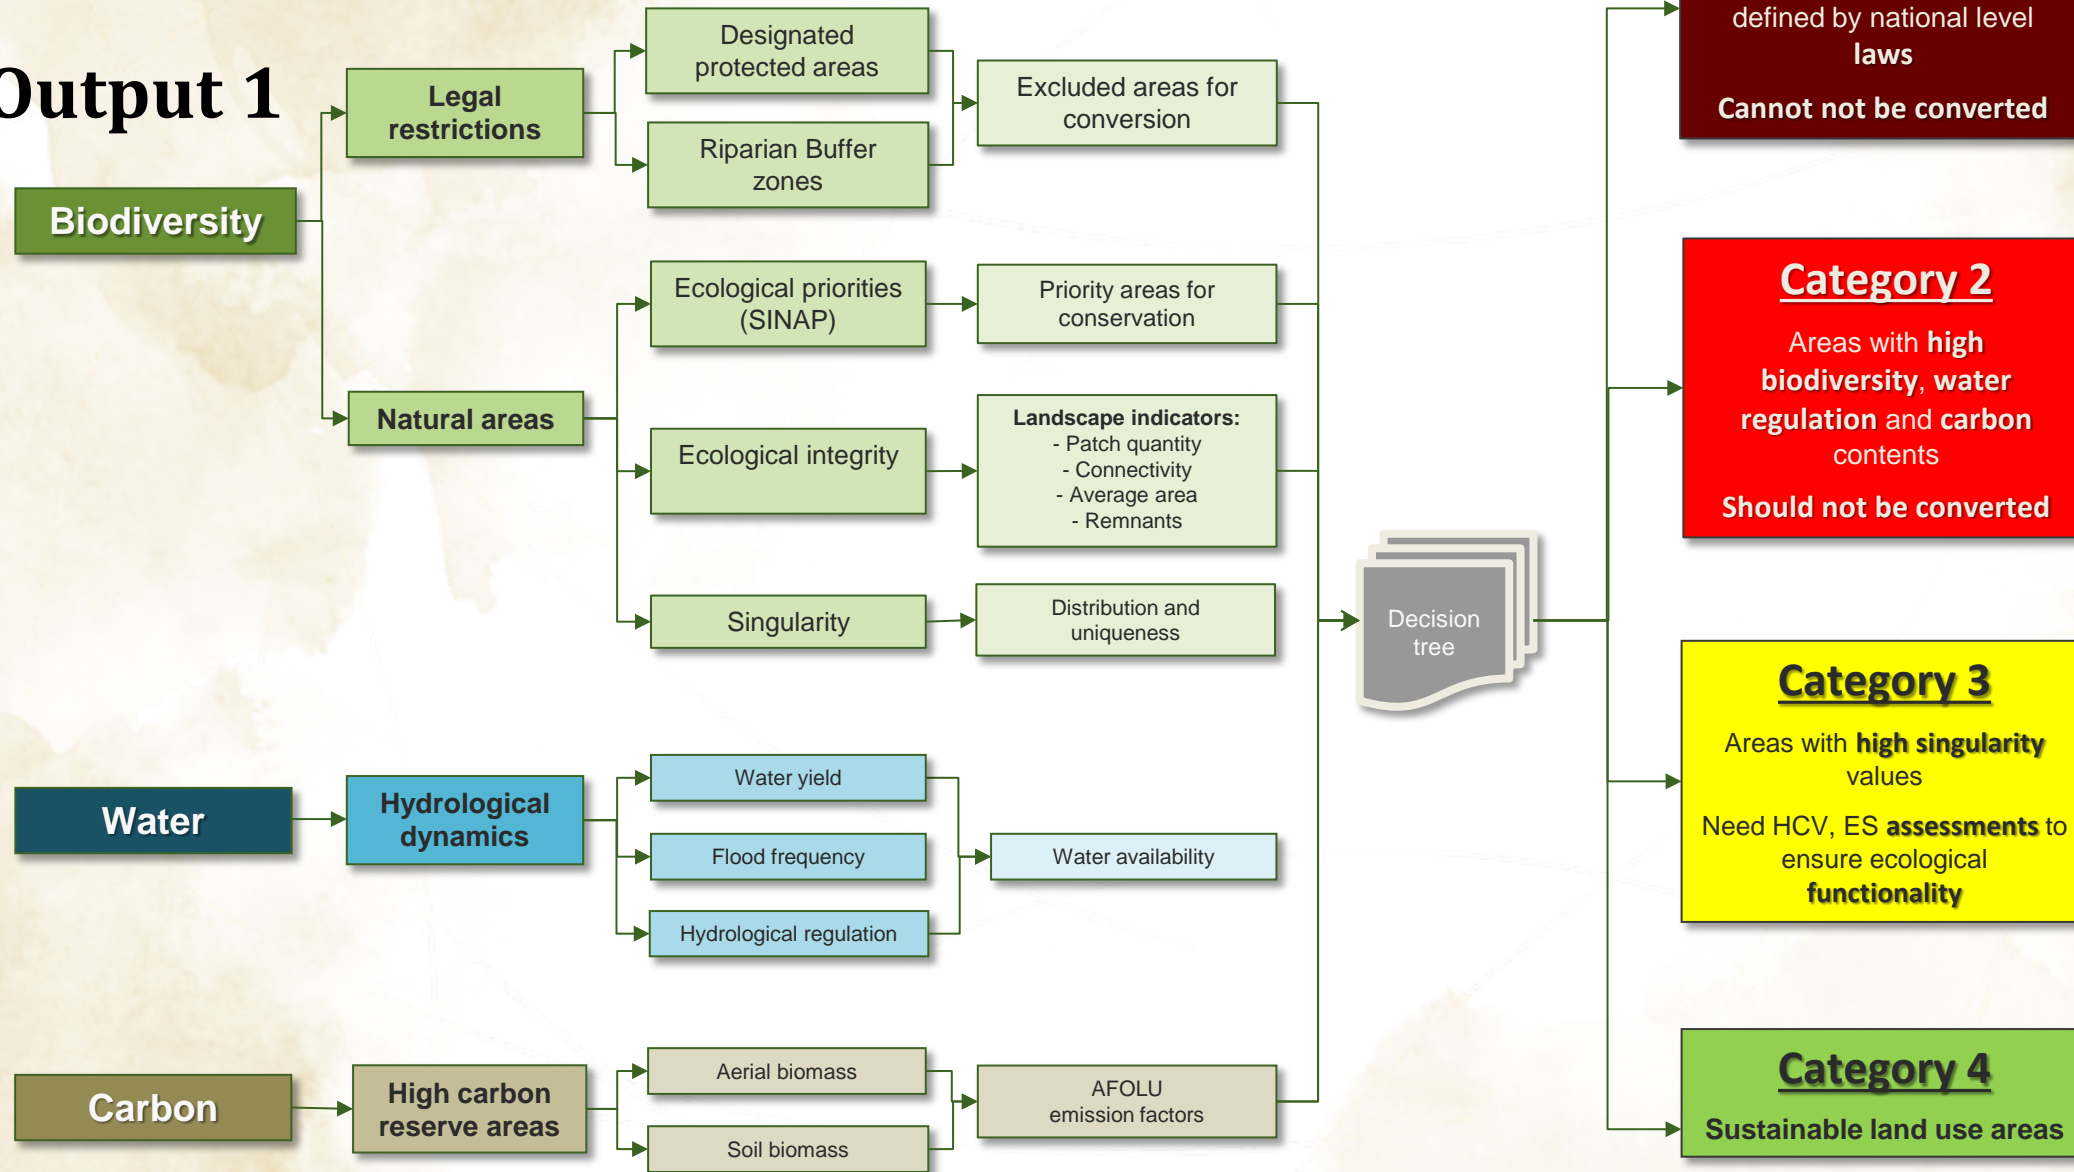 Output 1
Biodiversity
Legal
restrictions
Designated
protected areas
Riparian Buffer
zones
Excluded areas for
conversion
Natural areas
Ecological priorities
(SINAP)
Priority areas for
conservation
Ecological integrity
Landscape indicators:
- Patch quantity
- Connectivity
- Average area
- Remnants
Singularity
Distribution and
uniqueness
Water
Hydrological
dynamics
Water yield
Flood frequency
Hydrological regulation
Water availability
Carbon
High carbon
reserve areas
Aerial biomass
Soil biomass
AFOLU
emission factors
Decision
tree
defined by national level
laws
Cannot not be converted
Category 2
Areas with high
biodiversity, water
regulation and carbon
contents
Should not be converted
Category 3
Areas with high singularity
values
Need HCV, ES assessments to
ensure ecological
functionality
Category 4
Sustainable land use areas